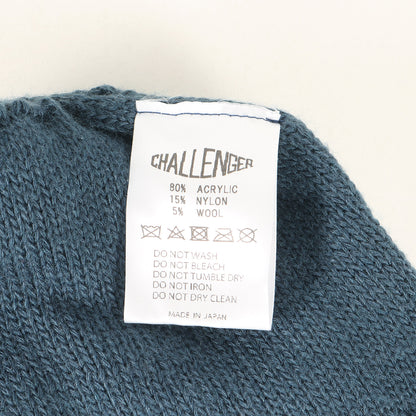 CHALLENGER
80% ACRYLIC
15% NYLON
5% WOOL
DO NOT WASH
DO NOT BLEACH
DO NOT TUMBLE DRY
DO NOT IRON
DO NOT DRY CLEAN
MADE IN JAPAN